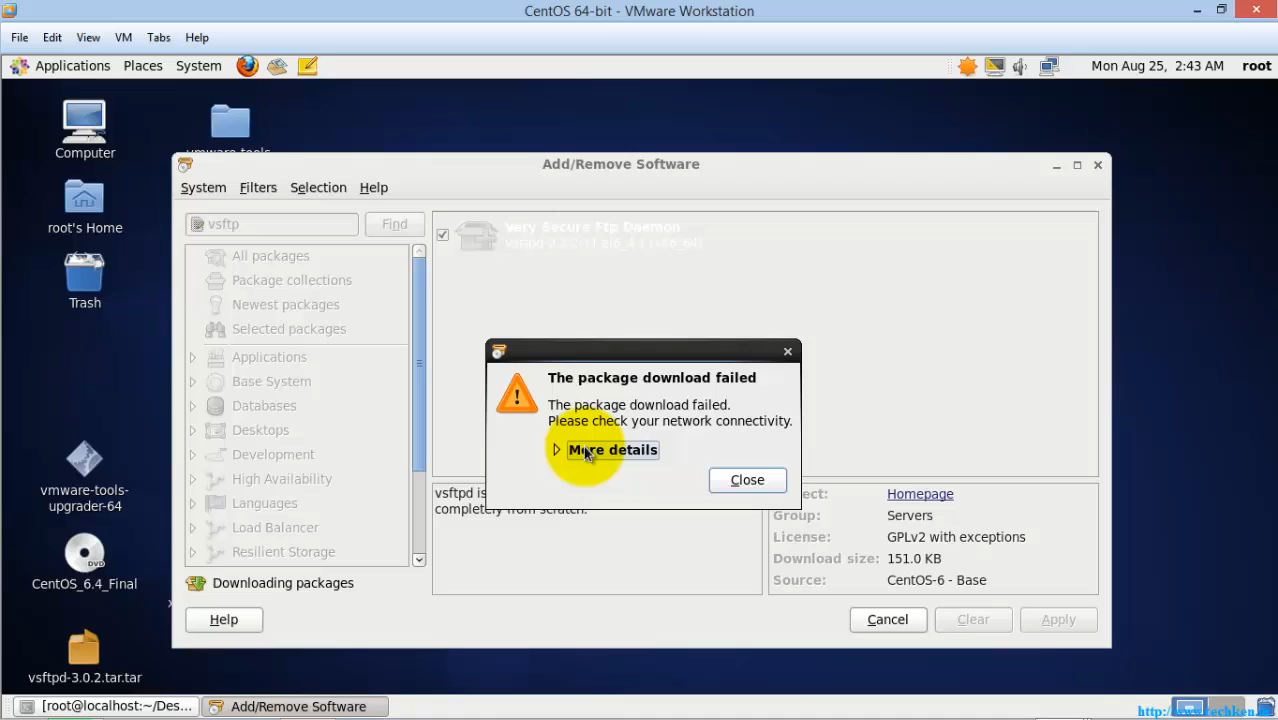 CentOS 64-bit - VMware Workstation
File Edit View VM Tabs Help
Applications Places System
Mon Aug 25, 2:43 AM root
Computer
vmware-tools
root's Home
Trash
vmware-tools-
upgrader-64
CentOS_6.4_Final
vsftpd-3.0.2.tar.tar
Add/Remove Software
System Filters Selection Help
vsftp
Find
All packages
Package collections
Newest packages
Selected packages
Applications
Base System
Databases
Desktops
Development
High Availability
Languages
Load Balancer
Resilient Storage
Very Secure Ftp Daemon
The package download failed
The package download failed.
Please check your network connectivity.
More details
Close
vsftpd is
completely from scratch.
Homepage
Group: Servers
License: GPLv2 with exceptions
Download size: 151.0 KB
Source: CentOS-6 - Base
Downloading packages
Help
Cancel Clear Apply
[root@localhost:~/Des...
Add/Remove Software